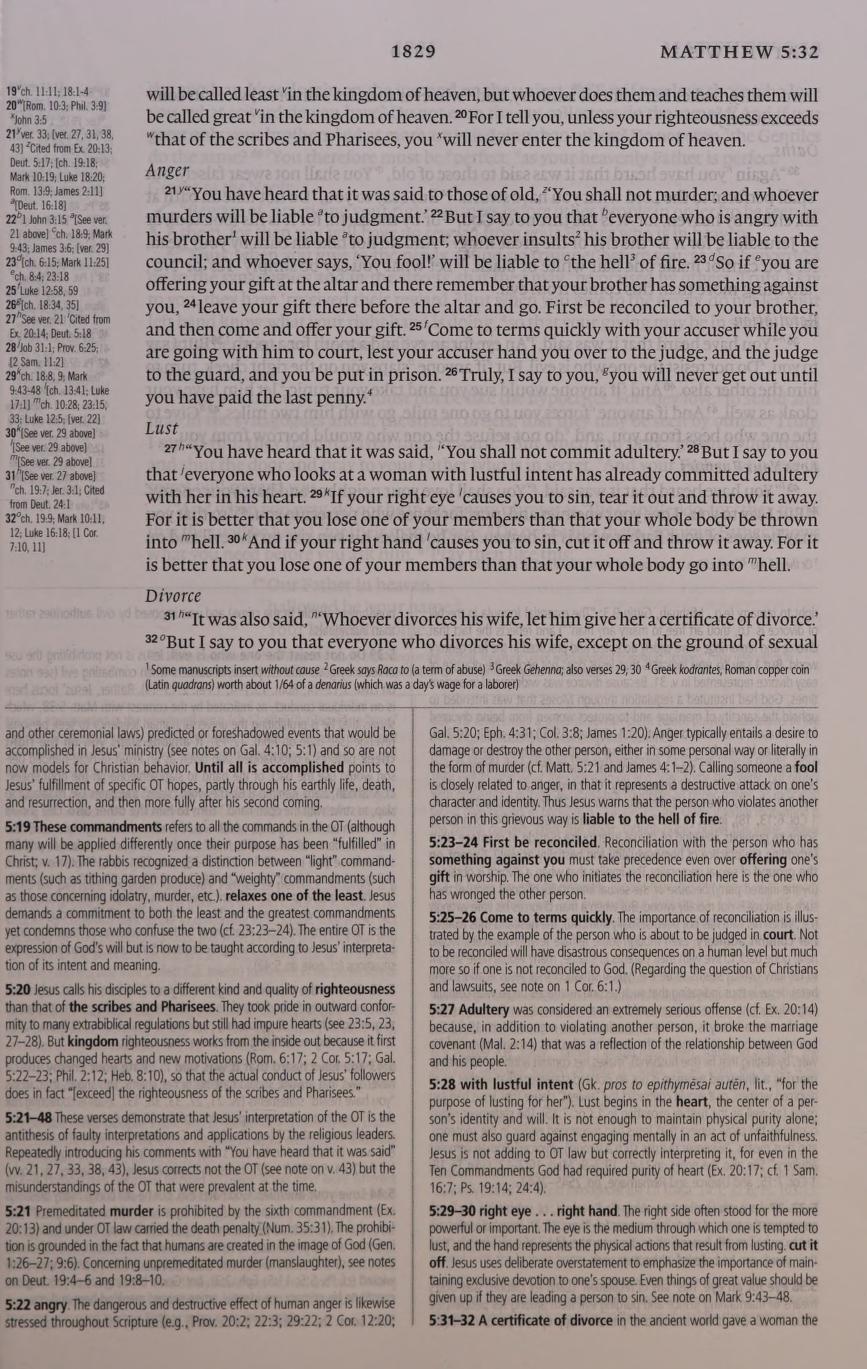 1829 MATTHEW 5:32
19ᵛch. 11:11; 18:1-4
20ʷ[Rom. 10:3; Phil. 3:9]
ˣJohn 3:5
21ʸver. 33; [ver. 27, 31, 38,
43] ᶻCited from Ex. 20:13;
Deut. 5:17; [ch. 19:18;
Mark 10:19; Luke 18:20;
Rom. 13:9; James 2:11]
ᵃ[Deut. 16:18]
22ᵇ1 John 3:15 ᵃ[See ver.
21 above] ᶜch. 18:9; Mark
9:43; James 3:6; [ver. 29]
23ᵈ[ch. 6:15; Mark 11:25]
ᵉch. 8:4; 23:18
25ᶠLuke 12:58, 59
26ᵍ[ch. 18:34, 35]
27ʰSee ver. 21 ⁱCited from
Ex. 20:14; Deut. 5:18
28ʲJob 31:1; Prov. 6:25;
[2 Sam. 11:2]
29ᵏch. 18:8, 9; Mark
9:43-48 ˡ[ch. 13:41; Luke
17:1] ᵐch. 10:28; 23:15,
33; Luke 12:5; [ver. 22]
30ᵏ[See ver. 29 above]
ˡ[See ver. 29 above]
ᵐ[See ver. 29 above]
31ʰ[See ver. 27 above]
ⁿch. 19:7; Jer. 3:1; Cited
from Deut. 24:1
32ᵒch. 19:9; Mark 10:11,
12; Luke 16:18; [1 Cor.
7:10, 11]
will be called least ᵛin the kingdom of heaven, but whoever does them and teaches them will
be called great ᵛin the kingdom of heaven. 20 For I tell you, unless your righteousness exceeds
ʷthat of the scribes and Pharisees, you ˣwill never enter the kingdom of heaven.
Anger
21 ʸ“You have heard that it was said to those of old, ᶻ‘You shall not murder; and whoever
murders will be liable ᵃto judgment.’ 22 But I say to you that ᵇeveryone who is angry with
his brother¹ will be liable ᵃto judgment; whoever insults² his brother will be liable to the
council; and whoever says, ‘You fool!’ will be liable to ᶜthe hell³ of fire. 23 ᵈSo if ᵉyou are
offering your gift at the altar and there remember that your brother has something against
you, 24 leave your gift there before the altar and go. First be reconciled to your brother,
and then come and offer your gift. 25 ᶠCome to terms quickly with your accuser while you
are going with him to court, lest your accuser hand you over to the judge, and the judge
to the guard, and you be put in prison. 26 Truly, I say to you, ᵍyou will never get out until
you have paid the last penny.⁴
Lust
27 ʰ“You have heard that it was said, ⁱ‘You shall not commit adultery.’ 28 But I say to you
that ʲeveryone who looks at a woman with lustful intent has already committed adultery
with her in his heart. 29 ᵏIf your right eye ˡcauses you to sin, tear it out and throw it away.
For it is better that you lose one of your members than that your whole body be thrown
into ᵐhell. 30 ᵏAnd if your right hand ˡcauses you to sin, cut it off and throw it away. For it
is better that you lose one of your members than that your whole body go into ᵐhell.
Divorce
31 ʰ“It was also said, ⁿ‘Whoever divorces his wife, let him give her a certificate of divorce.’
32 ᵒBut I say to you that everyone who divorces his wife, except on the ground of sexual
¹ Some manuscripts insert without cause ² Greek says Raca to (a term of abuse) ³ Greek Gehenna; also verses 29, 30 ⁴ Greek kodrantes, Roman copper coin
(Latin quadrans) worth about 1/64 of a denarius (which was a day's wage for a laborer)
and other ceremonial laws) predicted or foreshadowed events that would be
accomplished in Jesus' ministry (see notes on Gal. 4:10; 5:1) and so are not
now models for Christian behavior. Until all is accomplished points to
Jesus' fulfillment of specific OT hopes, partly through his earthly life, death,
and resurrection, and then more fully after his second coming.
5:19 These commandments refers to all the commands in the OT (although
many will be applied differently once their purpose has been “fulfilled” in
Christ; v. 17). The rabbis recognized a distinction between “light” command-
ments (such as tithing garden produce) and “weighty” commandments (such
as those concerning idolatry, murder, etc.). relaxes one of the least. Jesus
demands a commitment to both the least and the greatest commandments
yet condemns those who confuse the two (cf. 23:23–24). The entire OT is the
expression of God's will but is now to be taught according to Jesus' interpreta-
tion of its intent and meaning.
5:20 Jesus calls his disciples to a different kind and quality of righteousness
than that of the scribes and Pharisees. They took pride in outward confor-
mity to many extrabiblical regulations but still had impure hearts (see 23:5, 23,
27–28). But kingdom righteousness works from the inside out because it first
produces changed hearts and new motivations (Rom. 6:17; 2 Cor. 5:17; Gal.
5:22–23; Phil. 2:12; Heb. 8:10), so that the actual conduct of Jesus' followers
does in fact “[exceed] the righteousness of the scribes and Pharisees.”
5:21–48 These verses demonstrate that Jesus' interpretation of the OT is the
antithesis of faulty interpretations and applications by the religious leaders.
Repeatedly introducing his comments with “You have heard that it was said”
(vv. 21, 27, 33, 38, 43), Jesus corrects not the OT (see note on v. 43) but the
misunderstandings of the OT that were prevalent at the time.
5:21 Premeditated murder is prohibited by the sixth commandment (Ex.
20:13) and under OT law carried the death penalty (Num. 35:31). The prohibi-
tion is grounded in the fact that humans are created in the image of God (Gen.
1:26–27; 9:6). Concerning unpremeditated murder (manslaughter), see notes
on Deut. 19:4–6 and 19:8–10.
5:22 angry. The dangerous and destructive effect of human anger is likewise
stressed throughout Scripture (e.g., Prov. 20:2; 22:3; 29:22; 2 Cor. 12:20;
Gal. 5:20; Eph. 4:31; Col. 3:8; James 1:20). Anger typically entails a desire to
damage or destroy the other person, either in some personal way or literally in
the form of murder (cf. Matt. 5:21 and James 4:1–2). Calling someone a fool
is closely related to anger, in that it represents a destructive attack on one's
character and identity. Thus Jesus warns that the person who violates another
person in this grievous way is liable to the hell of fire.
5:23–24 First be reconciled. Reconciliation with the person who has
something against you must take precedence even over offering one's
gift in worship. The one who initiates the reconciliation here is the one who
has wronged the other person.
5:25–26 Come to terms quickly. The importance of reconciliation is illus-
trated by the example of the person who is about to be judged in court. Not
to be reconciled will have disastrous consequences on a human level but much
more so if one is not reconciled to God. (Regarding the question of Christians
and lawsuits, see note on 1 Cor. 6:1.)
5:27 Adultery was considered an extremely serious offense (cf. Ex. 20:14)
because, in addition to violating another person, it broke the marriage
covenant (Mal. 2:14) that was a reflection of the relationship between God
and his people.
5:28 with lustful intent (Gk. pros to epithymēsai autēn, lit., “for the
purpose of lusting for her”). Lust begins in the heart, the center of a per-
son's identity and will. It is not enough to maintain physical purity alone;
one must also guard against engaging mentally in an act of unfaithfulness.
Jesus is not adding to OT law but correctly interpreting it, for even in the
Ten Commandments God had required purity of heart (Ex. 20:17; cf. 1 Sam.
16:7; Ps. 19:14; 24:4).
5:29–30 right eye . . . right hand. The right side often stood for the more
powerful or important. The eye is the medium through which one is tempted to
lust, and the hand represents the physical actions that result from lusting. cut it
off. Jesus uses deliberate overstatement to emphasize the importance of main-
taining exclusive devotion to one's spouse. Even things of great value should be
given up if they are leading a person to sin. See note on Mark 9:43–48.
5:31–32 A certificate of divorce in the ancient world gave a woman the